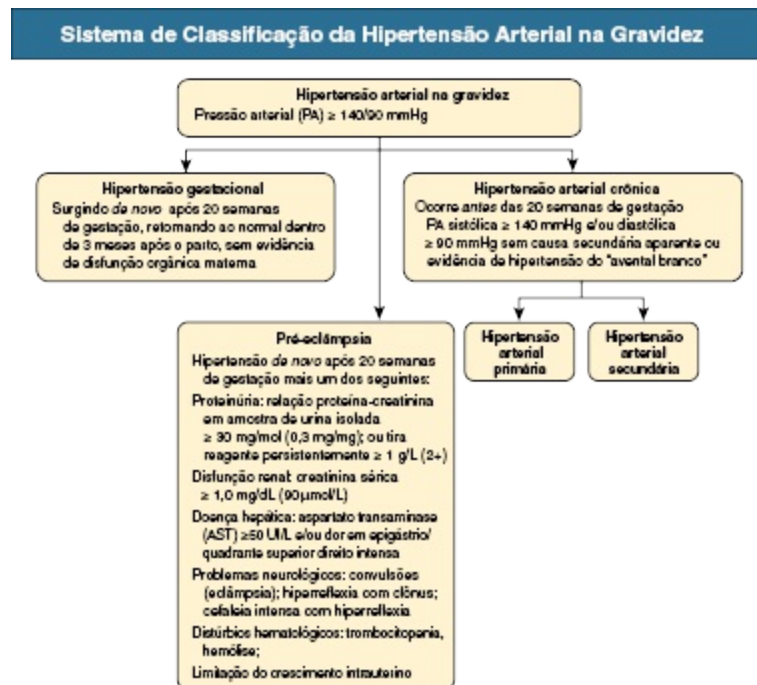 Sistema de Classificação da Hipertensão Arterial na Gravidez
Hipertensão arterial na gravidez
Pressão arterial (PA) ≥ 140/90 mmHg
Hipertensão gestacional
Surgindo de novo após 20 semanas
de gestação, retornando ao normal dentro
de 3 meses após o parto, sem evidência
de disfunção orgânica materna
Hipertensão arterial crônica
Ocorre antes das 20 semanas de gestação
PA sistólica ≥ 140 mmHg e/ou diastólica
≥ 90 mmHg sem causa secundária aparente ou
evidência de hipertensão do "avental branco"
Hipertensão
arterial
primária
Hipertensão
arterial
secundária
Pré-eclâmpsia
Hipertensão de novo após 20 semanas
de gestação mais um dos seguintes:
Proteinúria: relação proteína-creatinina
em amostra de urina isolada
≥ 30 mg/mol (0,3 mg/mg); ou tira
reagente persistentemente ≥ 1 g/L (2+)
Disfunção renal: creatinina sérica
≥ 1,0 mg/dL (90µmol/L)
Doença hepática: aspartato transaminase
(AST) ≥50 UI/L e/ou dor em epigástrio/
quadrante superior direito intensa
Problemas neurológicos: convulsões
(eclâmpsia); hiperreflexia com clônus;
cefaleia intensa com hiperreflexia
Distúrbios hematológicos: trombocitopenia,
hemólise;
Limitação do crescimento intrauterino